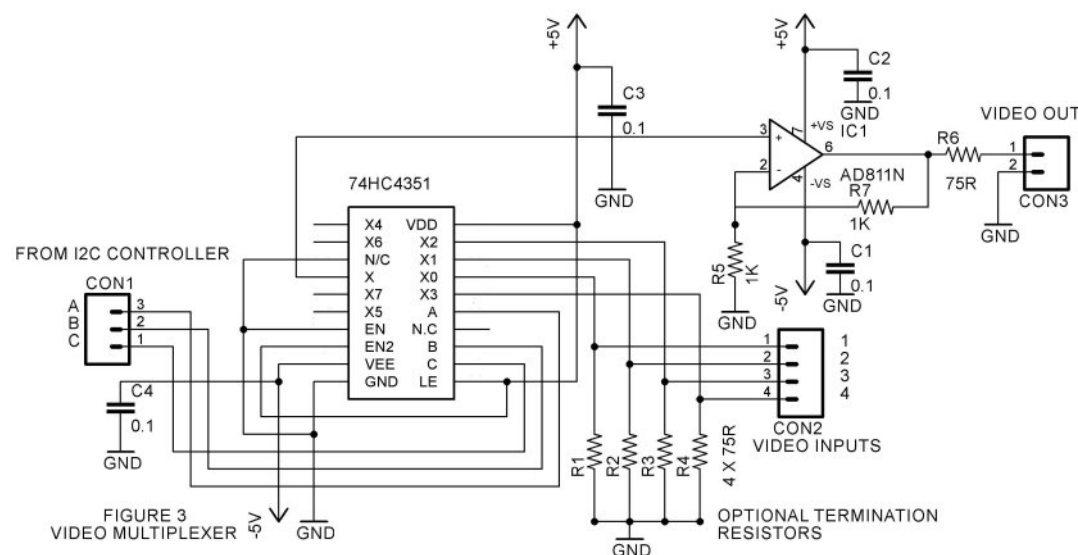 +5V
+5V
C2
0.1
GND
C3
0.1
GND
3
+
2
-
7
+VS
IC1
6
4
-VS
AD811N
R7
1K
R6
75R
VIDEO OUT
1
2
CON3
GND
R5
1K
GND
C1
0.1
GND
-5V
74HC4351
X4
X6
N/C
X
X7
X5
EN
EN2
VEE
GND
VDD
X2
X1
X0
X3
A
N.C
B
C
LE
FROM I2C CONTROLLER
CON1
A
B
C
3
2
1
C4
0.1
GND
1
2
3
4
1
2
3
4
CON2
VIDEO INPUTS
R1
R2
R3
R4
4 X 75R
FIGURE 3
VIDEO MULTIPLEXER
-5V
GND
OPTIONAL TERMINATION
RESISTORS
GND